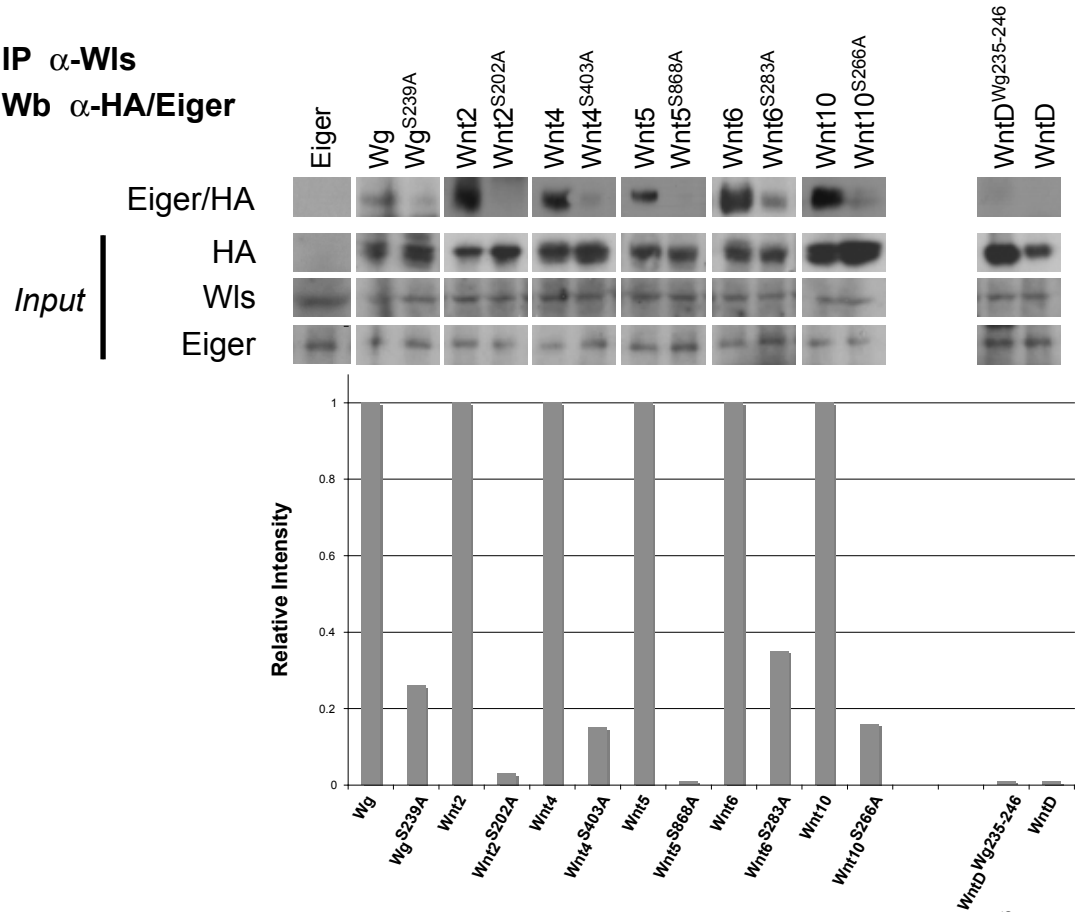 IP α-Wls
Wb α-HA/Eiger
Eiger
Wg
WgS239A
Wnt2
Wnt2S202A
Wnt4
Wnt4S403A
Wnt5
Wnt5S868A
Wnt6
Wnt6S283A
Wnt10
Wnt10S266A
WntDWg235-246
WntD
Eiger/HA
Input
HA
Wls
Eiger
Relative Intensity
1
0.8
0.6
0.4
0.2
0
Wg
Wg S239A
Wnt2
Wnt2 S202A
Wnt4
Wnt4 S403A
Wnt5
Wnt5 S868A
Wnt6
Wnt6 S283A
Wnt10
Wnt10 S266A
WntD Wg235-246
WntD